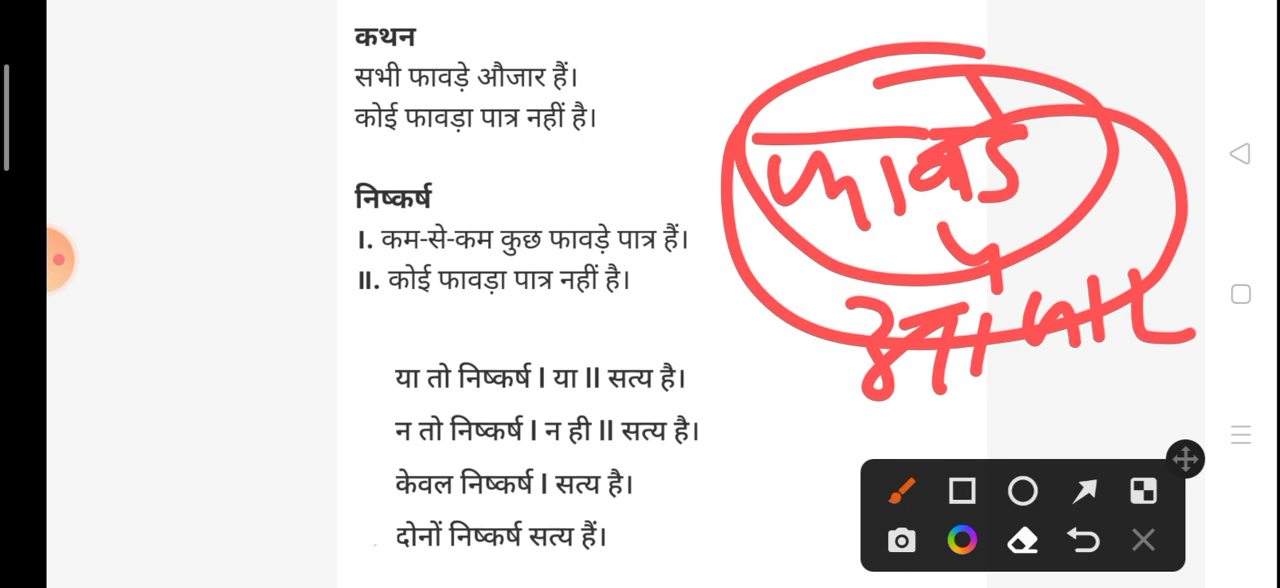 कथन
सभी फावड़े औजार हैं।
कोई फावड़ा पात्र नहीं है।
निष्कर्ष
I. कम-से-कम कुछ फावड़े पात्र हैं।
II. कोई फावड़ा पात्र नहीं है।
या तो निष्कर्ष I या II सत्य है।
न तो निष्कर्ष I न ही II सत्य है।
केवल निष्कर्ष I सत्य है।
दोनों निष्कर्ष सत्य हैं।
फावडे
औजार